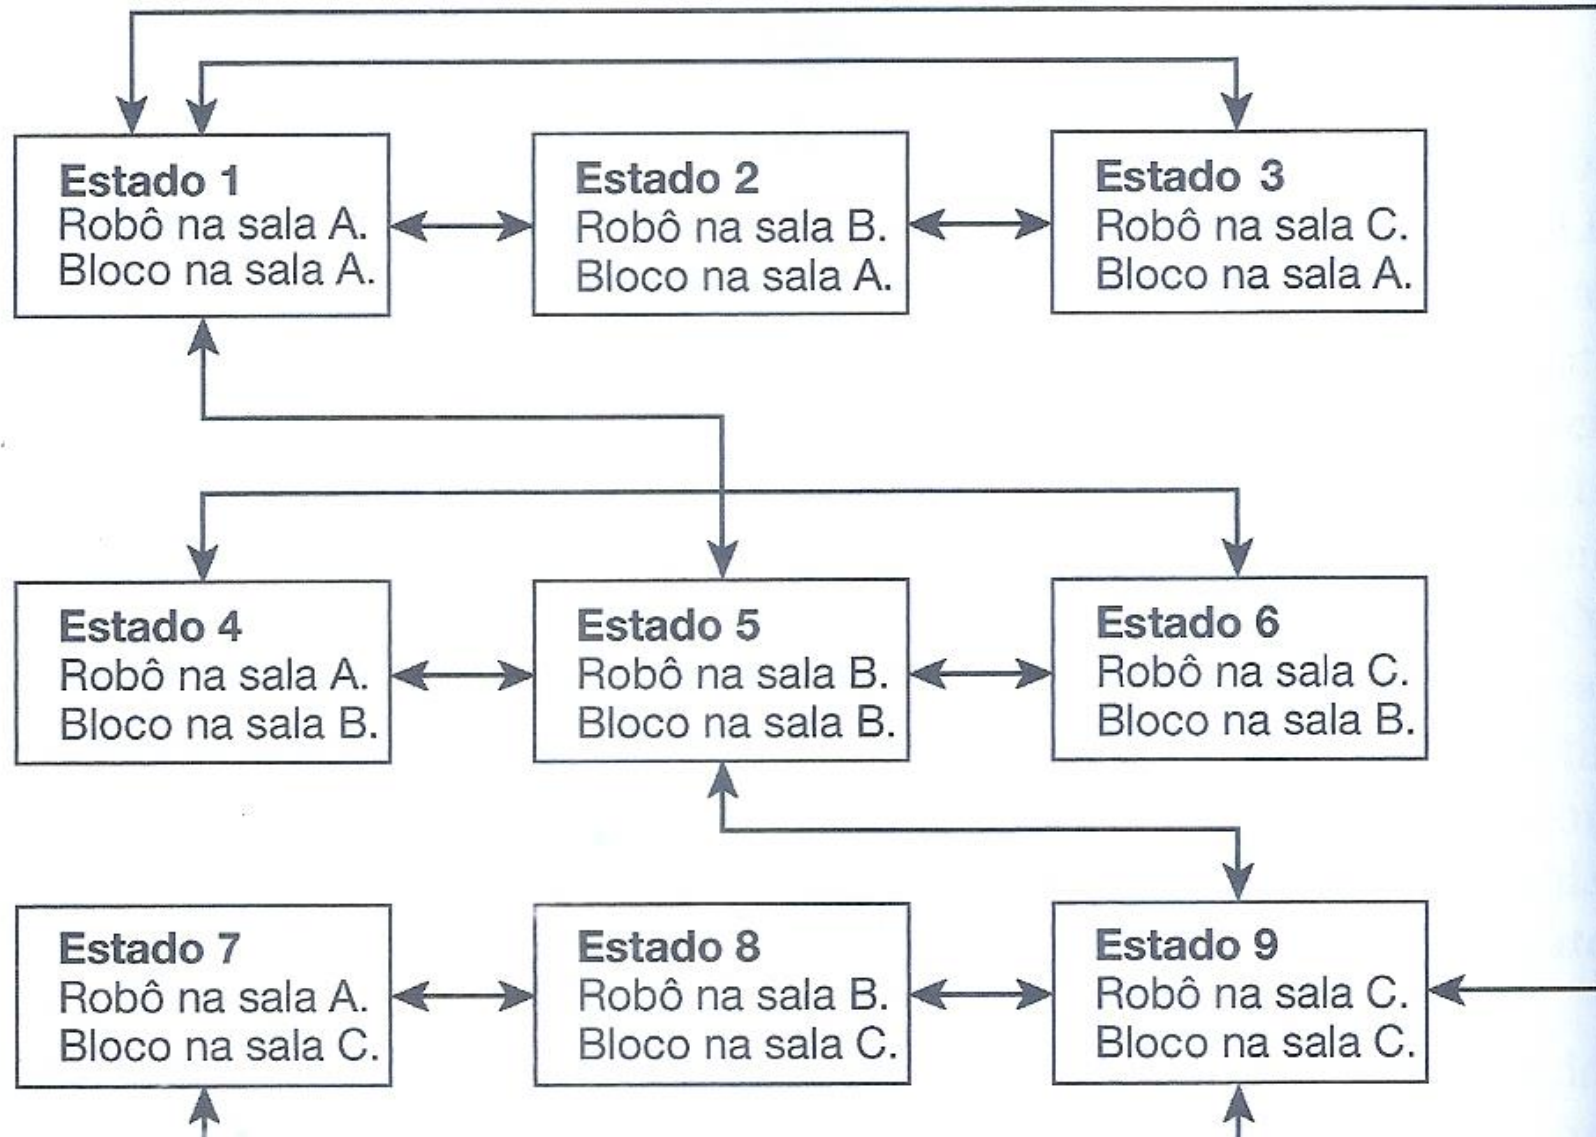 Estado 1
Robô na sala A.
Bloco na sala A.
Estado 2
Robô na sala B.
Bloco na sala A.
Estado 3
Robô na sala C.
Bloco na sala A.
Estado 4
Robô na sala A.
Bloco na sala B.
Estado 5
Robô na sala B.
Bloco na sala B.
Estado 6
Robô na sala C.
Bloco na sala B.
Estado 7
Robô na sala A.
Bloco na sala C.
Estado 8
Robô na sala B.
Bloco na sala C.
Estado 9
Robô na sala C.
Bloco na sala C.